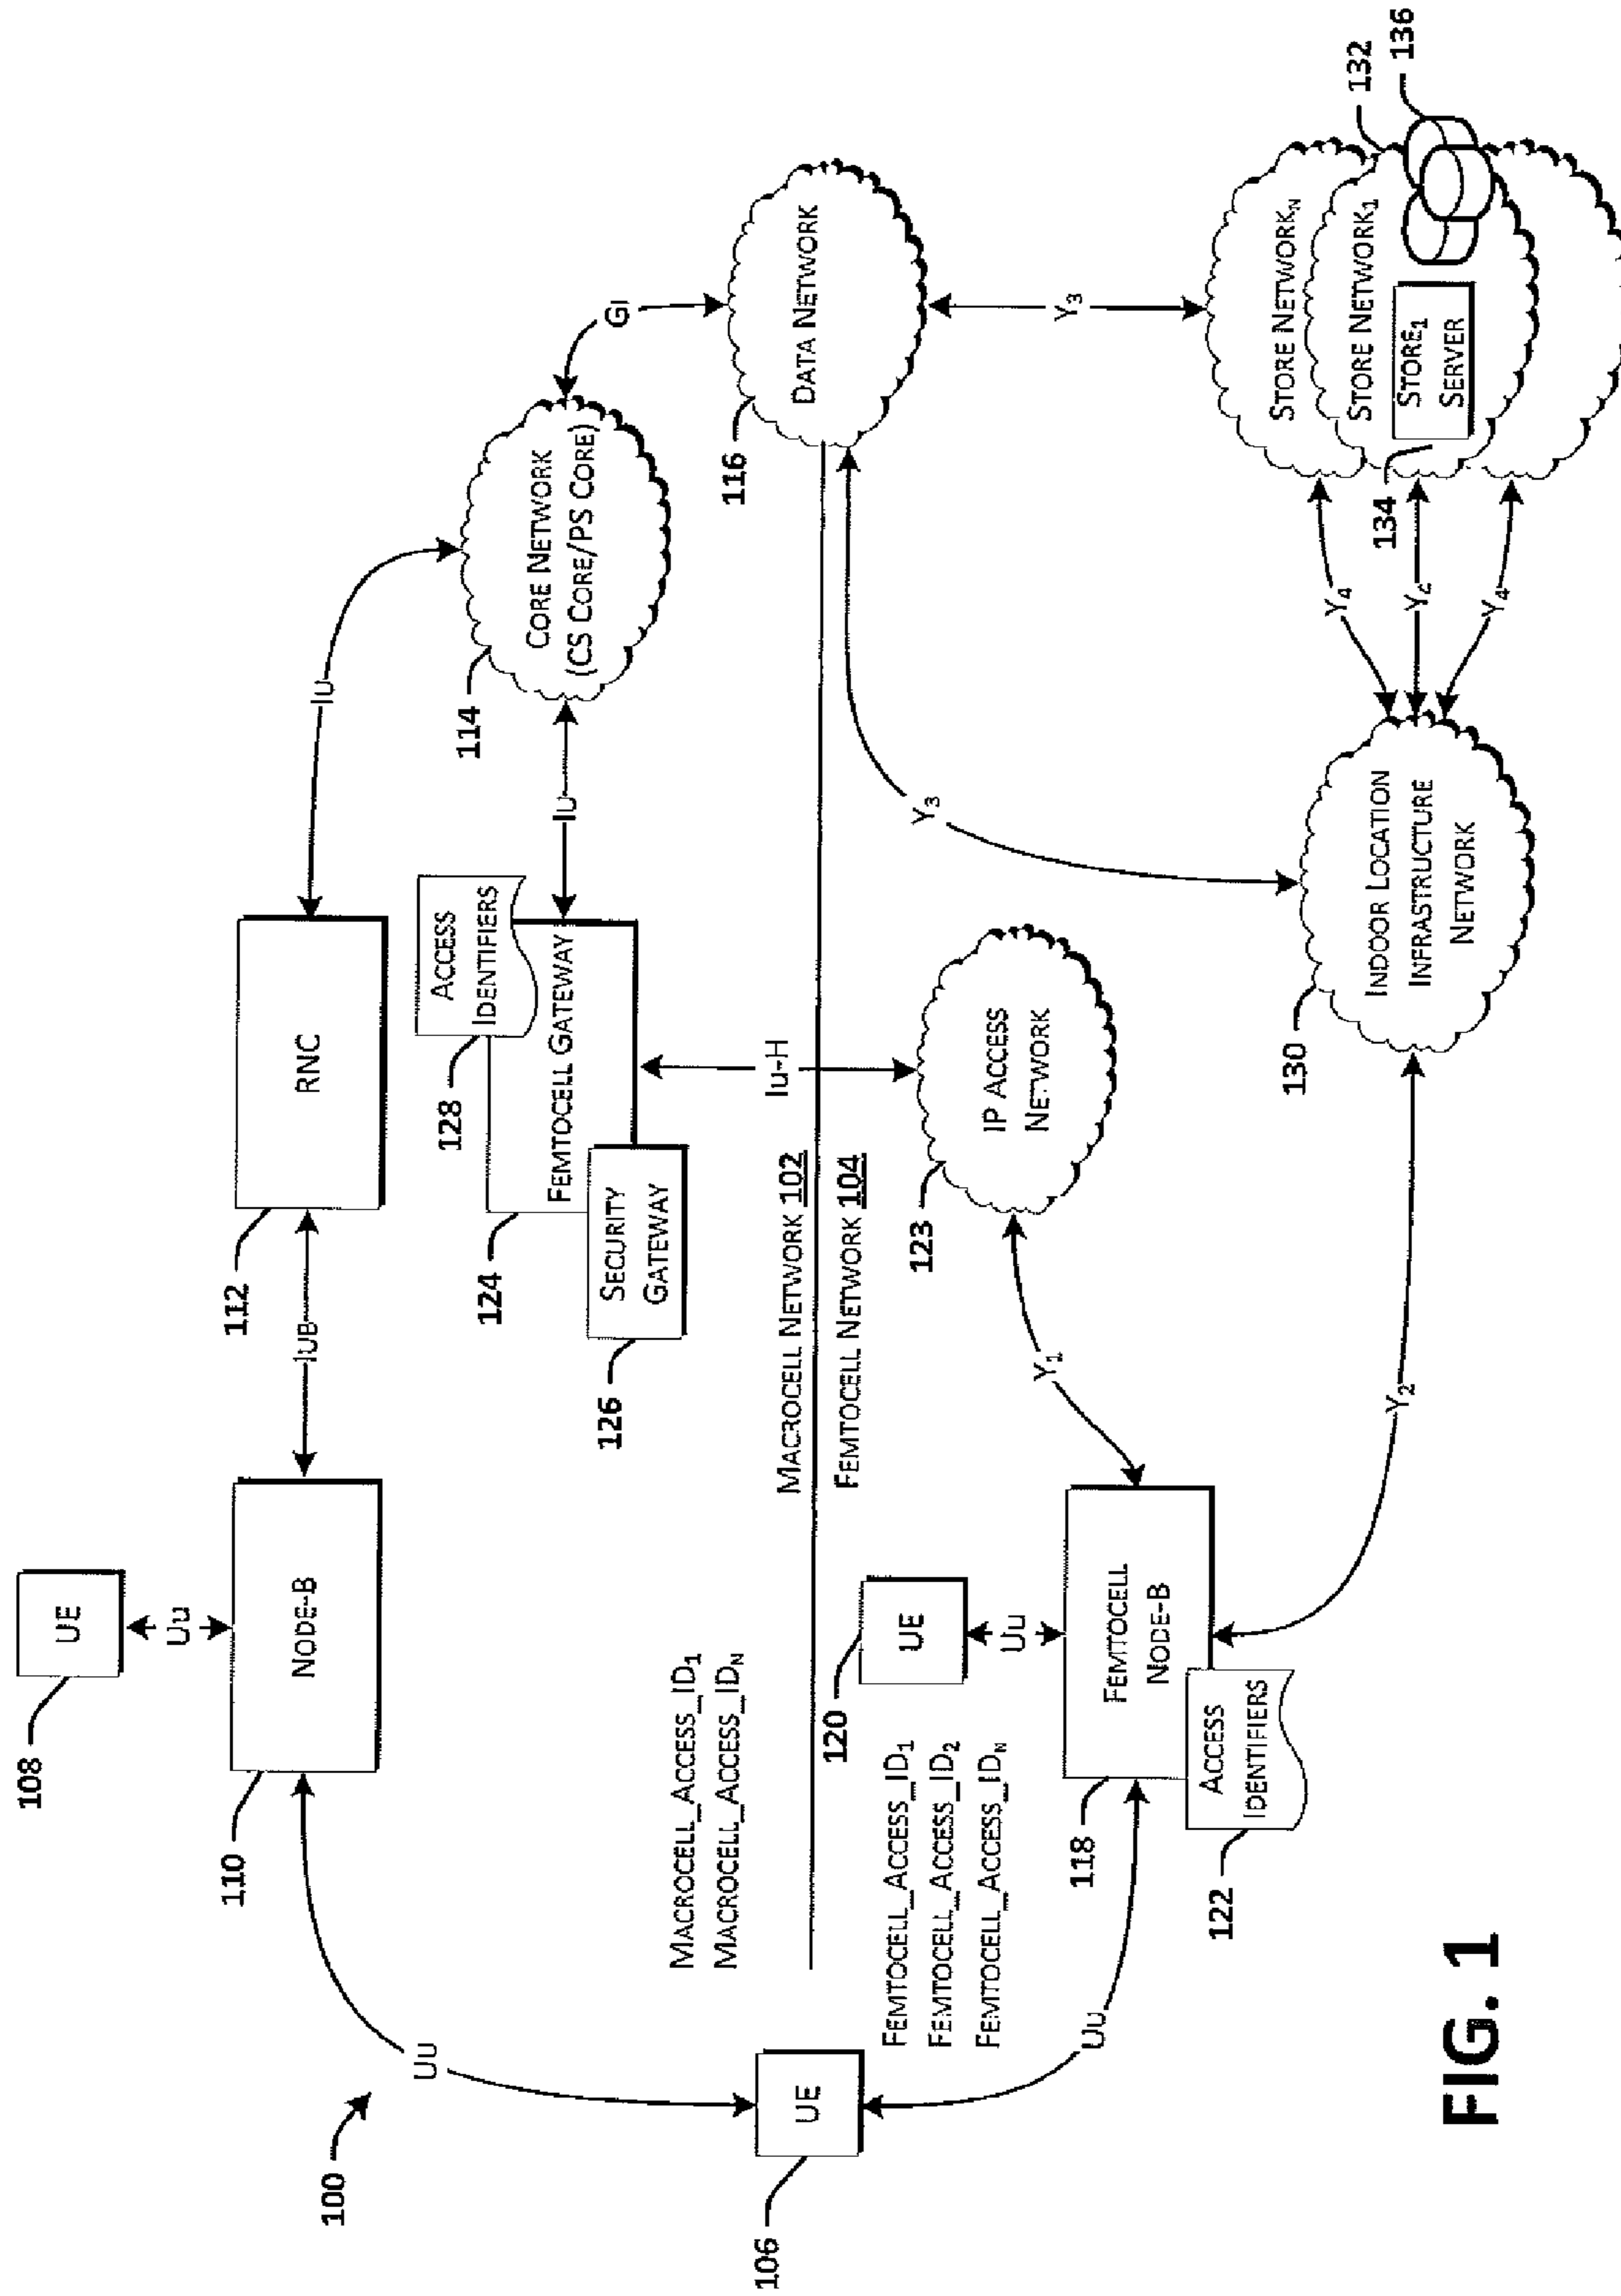 108
UE
Uu
110
NODE-B
IUB
112
RNC
IU
128
ACCESS
IDENTIFIERS
124
FEMTOCELL GATEWAY
126
SECURITY
GATEWAY
IU
114
CORE NETWORK
(CS CORE/PS CORE)
GI
116
DATA NETWORK
100
UU
MACROCELL_ACCESS_ID1
MACROCELL_ACCESS_IDN
MACROCELL NETWORK 102
FEMTOCELL NETWORK 104
Iu-H
106
UE
UU
120
UE
Uu
FEMTOCELL_ACCESS_ID1
FEMTOCELL_ACCESS_ID2
FEMTOCELL_ACCESS_IDN
118
FEMTOCELL
NODE-B
122
ACCESS
IDENTIFIERS
Y1
123
IP ACCESS
NETWORK
Y2
Y3
Y3
130
INDOOR LOCATION
INFRASTRUCTURE
NETWORK
Y4
Y4
Y4
STORE NETWORKN
STORE NETWORK1
132
134
STORE1
SERVER
136
FIG. 1